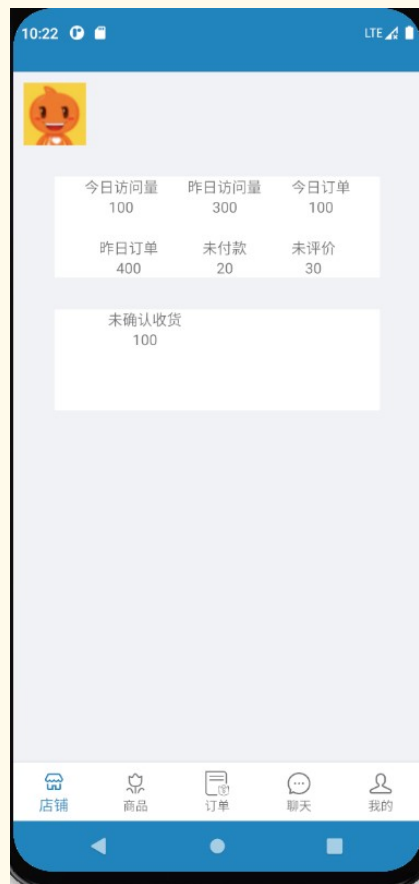 10:22 LTE
今日访问量 昨日访问量 今日订单
100 300 100
昨日订单 未付款 未评价
400 20 30
未确认收货
100
店铺 商品 订单 聊天 我的